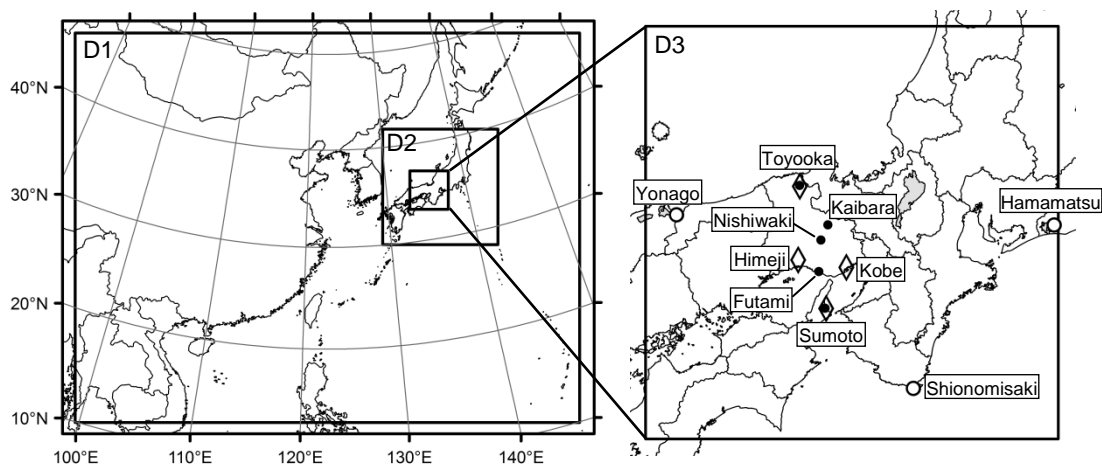 D1
D2
40°N
30°N
20°N
10°N
100°E
110°E
120°E
130°E
140°E
D3
Toyooka
Yonago
Kaibara
Hamamatsu
Nishiwaki
Himeji
Kobe
Futami
Sumoto
Shionomisaki